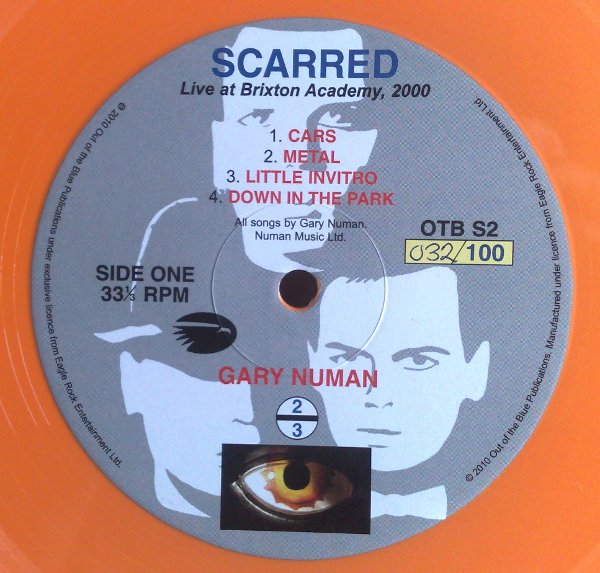 SCARRED
Live at Brixton Academy, 2000
1. CARS
2. METAL
3. LITTLE INVITRO
4. DOWN IN THE PARK
All songs by Gary Numan.
Numan Music Ltd.
OTB S2
032/100
SIDE ONE
33⅓ RPM
GARY NUMAN
2
3
℗ 2010 Out of the Blue Publications under exclusive licence from Eagle Rock Entertainment Ltd.
© 2010 Out of the Blue Publications. Manufactured under licence from Eagle Rock Entertainment Ltd